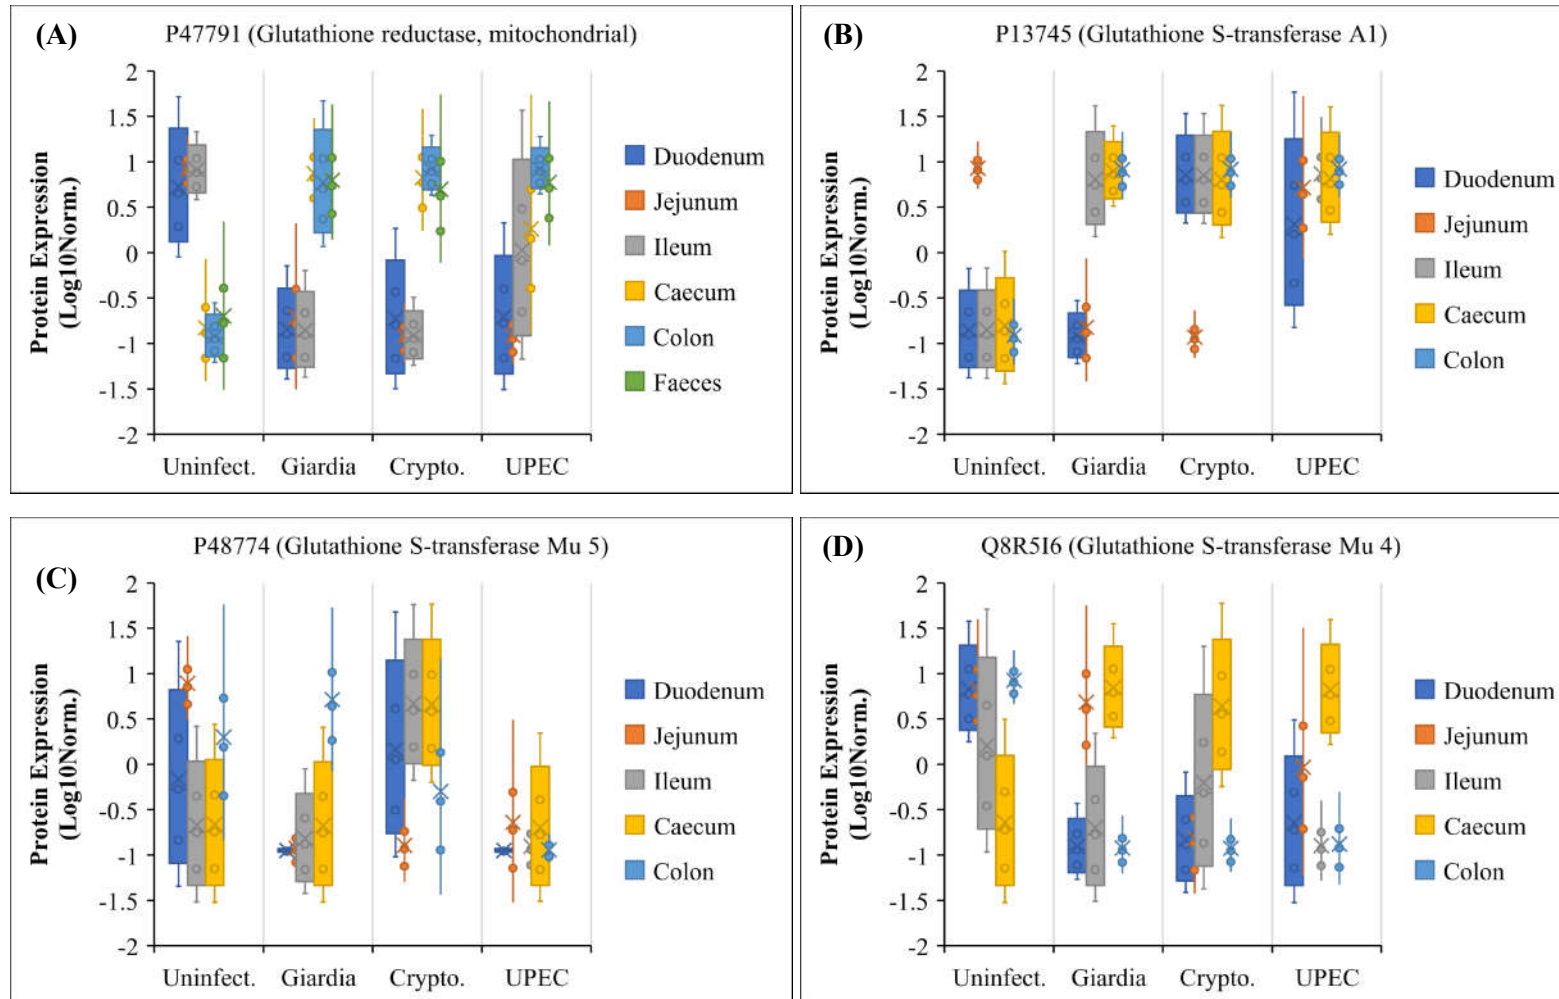 (A)
P47791 (Glutathione reductase, mitochondrial)
Protein Expression
(Log10Norm.)
2
1.5
1
0.5
0
-0.5
-1
-1.5
-2
Uninfect. Giardia Crypto. UPEC
Duodenum
Jejunum
Ileum
Caecum
Colon
Faeces
(B)
P13745 (Glutathione S-transferase A1)
Protein Expression
(Log10Norm.)
2
1.5
1
0.5
0
-0.5
-1
-1.5
-2
Uninfect. Giardia Crypto. UPEC
Duodenum
Jejunum
Ileum
Caecum
Colon
(C)
P48774 (Glutathione S-transferase Mu 5)
Protein Expression
(Log10Norm.)
2
1.5
1
0.5
0
-0.5
-1
-1.5
-2
Uninfect. Giardia Crypto. UPEC
Duodenum
Jejunum
Ileum
Caecum
Colon
(D)
Q8R5I6 (Glutathione S-transferase Mu 4)
Protein Expression
(Log10Norm.)
2
1.5
1
0.5
0
-0.5
-1
-1.5
-2
Uninfect. Giardia Crypto. UPEC
Duodenum
Jejunum
Ileum
Caecum
Colon